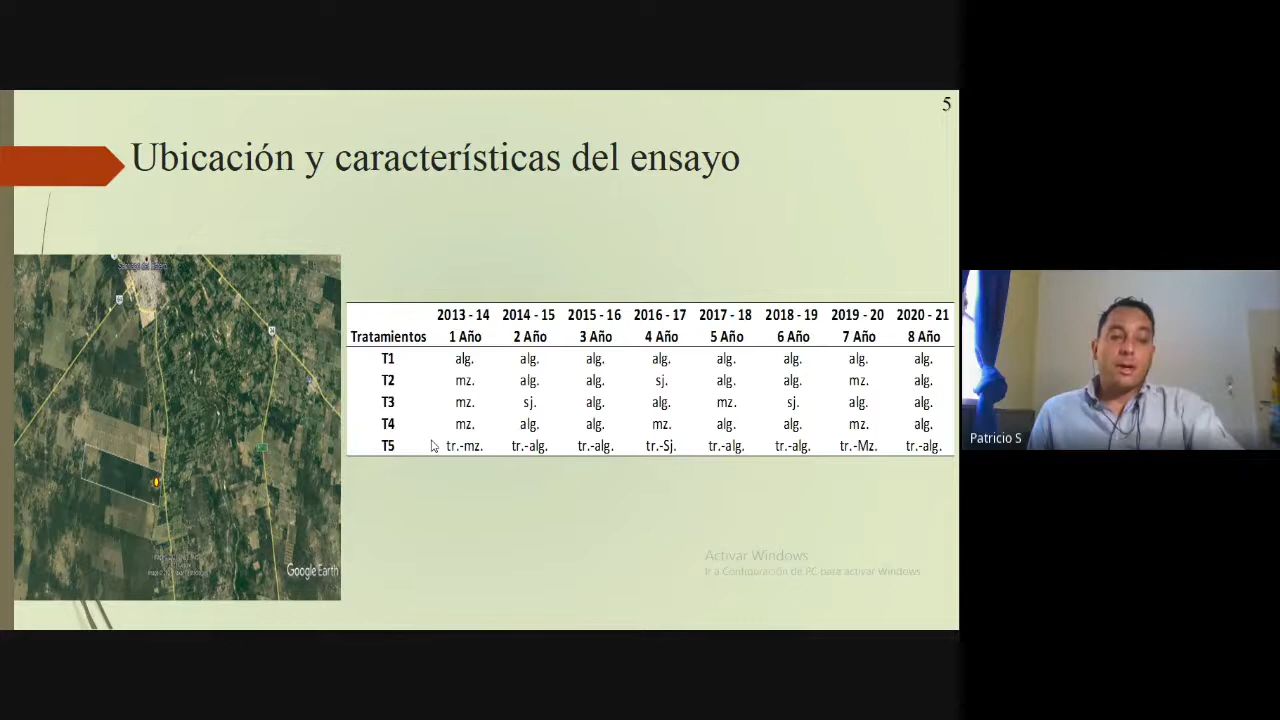 5
Ubicación y características del ensayo
2013 - 14 2014 - 15 2015 - 16 2016 - 17 2017 - 18 2018 - 19 2019 - 20 2020 - 21
Tratamientos 1 Año 2 Año 3 Año 4 Año 5 Año 6 Año 7 Año 8 Año
T1 alg. alg. alg. alg. alg. alg. alg. alg.
T2 mz. alg. alg. sj. alg. alg. mz. alg.
T3 mz. sj. alg. alg. mz. sj. alg. alg.
T4 mz. alg. alg. mz. alg. alg. mz. alg.
T5 tr.-mz. tr.-alg. tr.-alg. tr.-Sj. tr.-alg. tr.-alg. tr.-Mz. tr.-alg.
Google Earth
Activar Windows
Ir a Configuración de PC para activar Windows
Patricio S